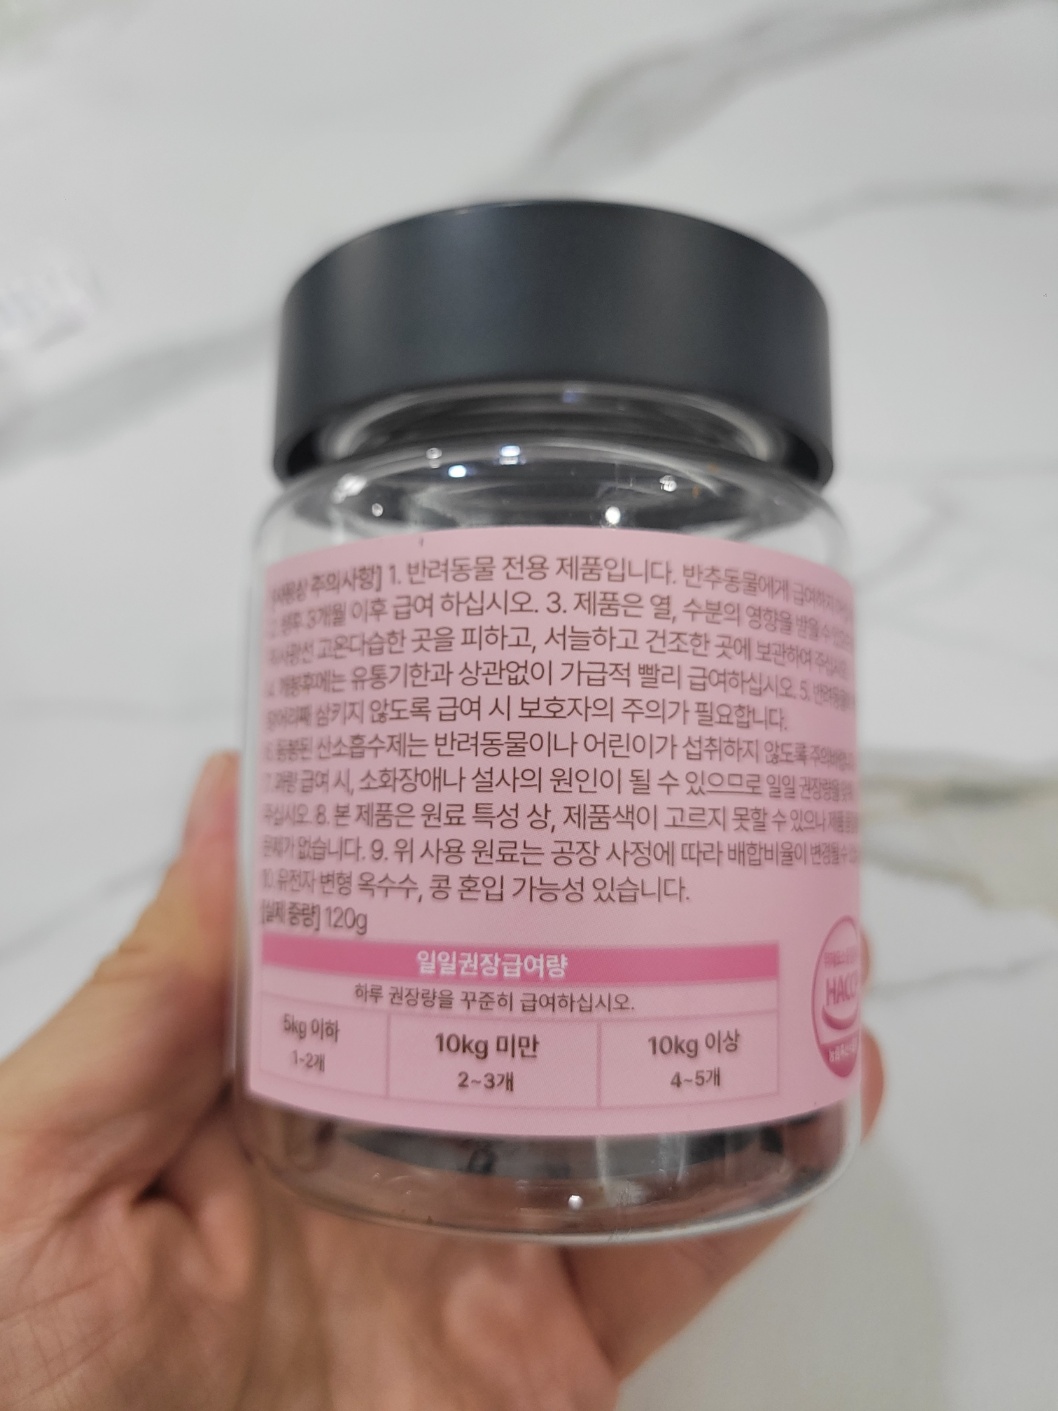 [사용상 주의사항] 1. 반려동물 전용 제품입니다. 반추동물에게 급여하지
2. 생후 3개월 이후 급여 하십시오. 3. 제품은 열, 수분의 영향을 받을 수
고온다습한 곳을 피하고, 서늘하고 건조한 곳에 보관하여 주십시오.
4. 개봉후에는 유통기한과 상관없이 가급적 빨리 급여하십시오. 5. 반려동물이
덩어리째 삼키지 않도록 급여 시 보호자의 주의가 필요합니다.
6. 동봉된 산소흡수제는 반려동물이나 어린이가 섭취하지 않도록
7. 과량 급여 시, 소화장애나 설사의 원인이 될 수 있으므로 일일 권장량을
주십시오. 8. 본 제품은 원료 특성 상, 제품색이 고르지 못할 수 있으나 제품
문제가 없습니다. 9. 위 사용 원료는 공장 사정에 따라 배합비율이 변경될 수
10. 유전자 변형 옥수수, 콩 혼입 가능성 있습니다.
[실제 중량] 120g
일일권장급여량
하루 권장량을 꾸준히 급여하십시오.
5kg 이하 10kg 미만 10kg 이상
1~2개 2~3개 4~5개
HACCP